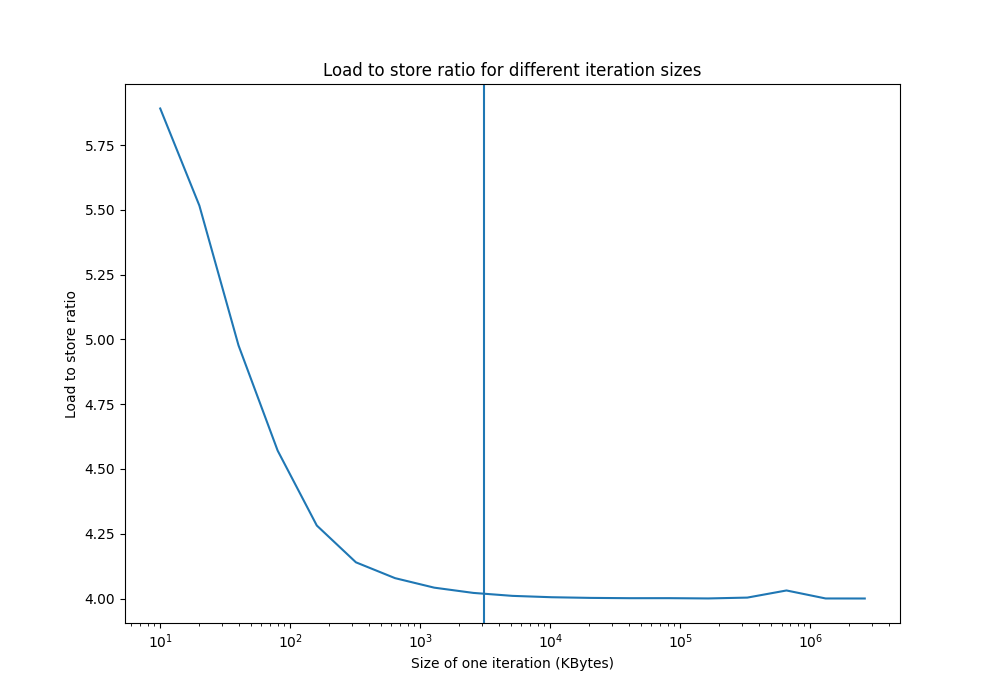 Load to store ratio for different iteration sizes
5.75
5.50
5.25
5.00
4.75
4.50
4.25
4.00
Load to store ratio
10¹ 10² 10³ 10⁴ 10⁵ 10⁶
Size of one iteration (KBytes)